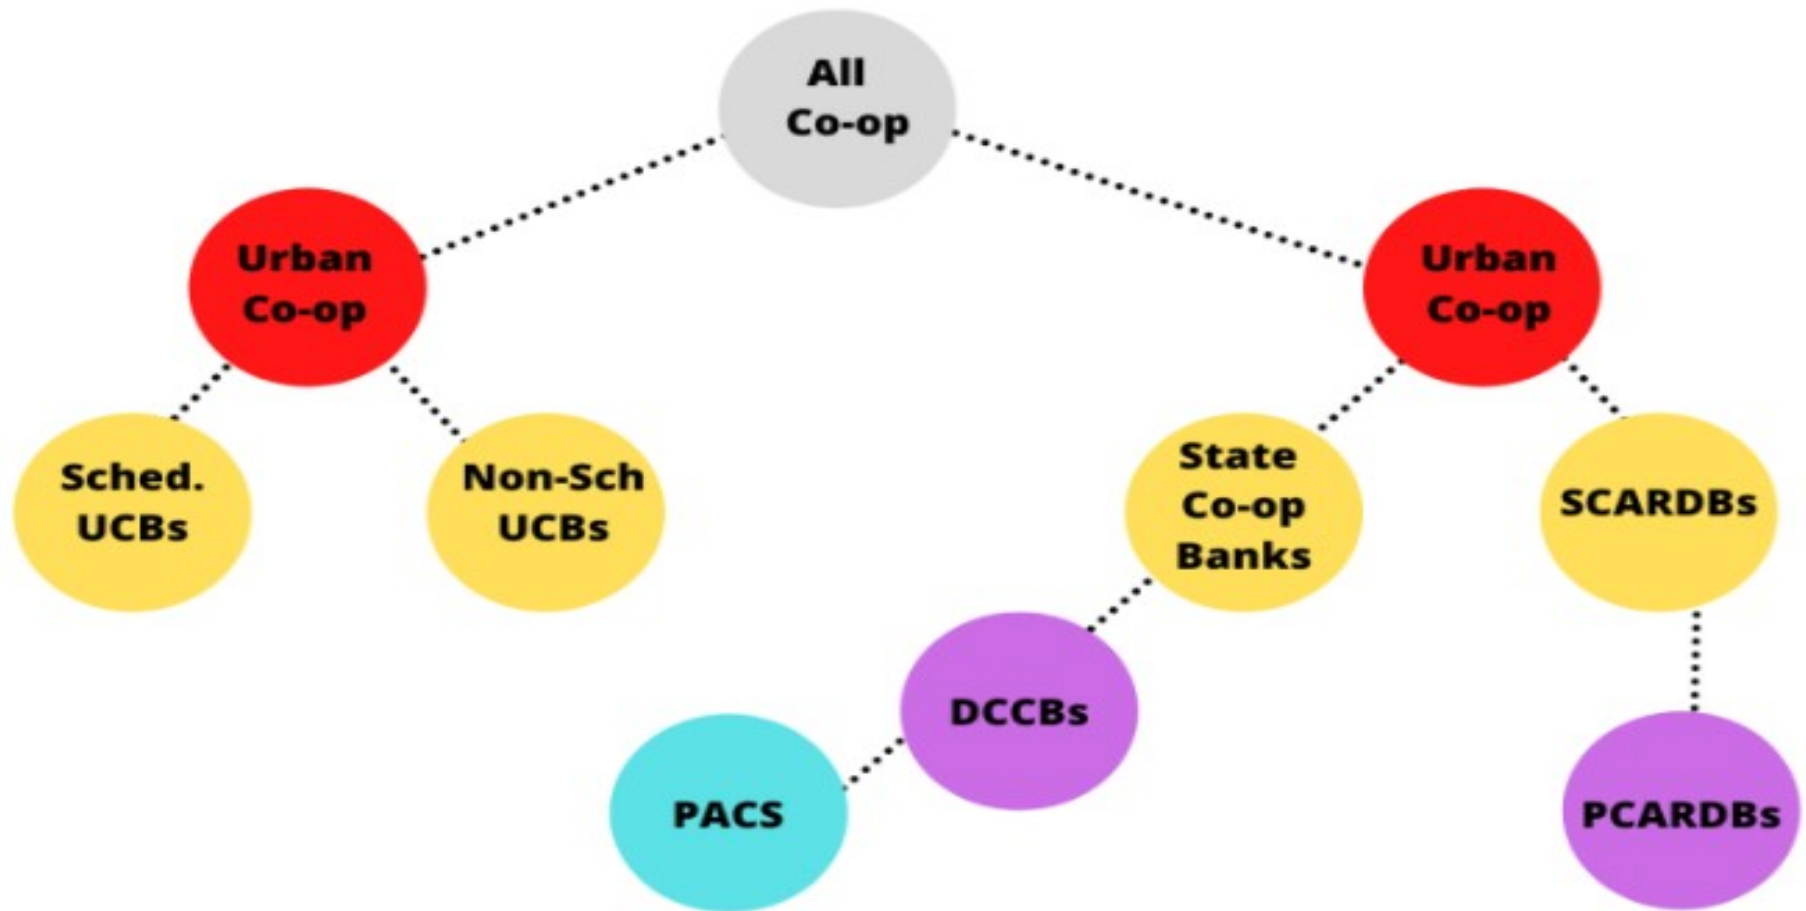 All
Co-op
Urban
Co-op
Urban
Co-op
Sched.
UCBs
Non-Sch
UCBs
State
Co-op
Banks
SCARDBs
DCCBs
PACS
PCARDBs